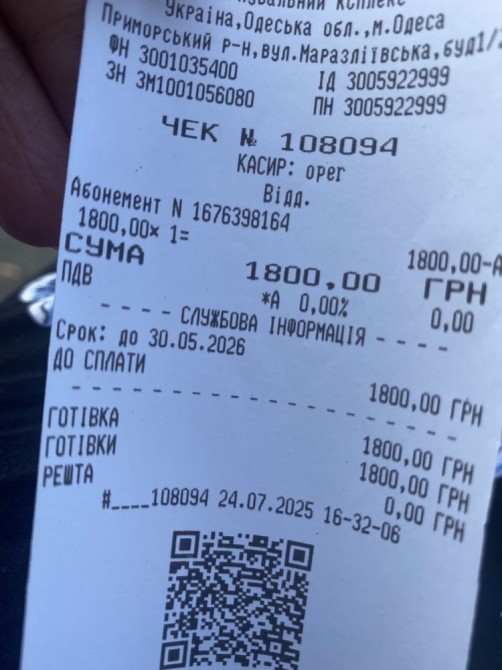 Україна,Одеська обл.,м.Одеса
Приморський р-н,вул.Маразліївська,буд1/
ФН 3001035400 ІД 3005922999
ЗН ЗМ1001056080 ПН 3005922999
ЧЕК № 108094
КАСИР: oper
Відд.
Абонемент N 1676398164
1800,00× 1= 1800,00-А
СУМА 1800,00 ГРН
ПДВ *А 0,00% 0,00
- - - - СЛУЖБОВА ІНФОРМАЦІЯ - - - -
Срок: до 30.05.2026
ДО СПЛАТИ 1800,00 ГРН
ГОТІВКА 1800,00 ГРН
ГОТІВКИ 1800,00 ГРН
РЕШТА 0,00 ГРН
#____108094 24.07.2025 16-32-06